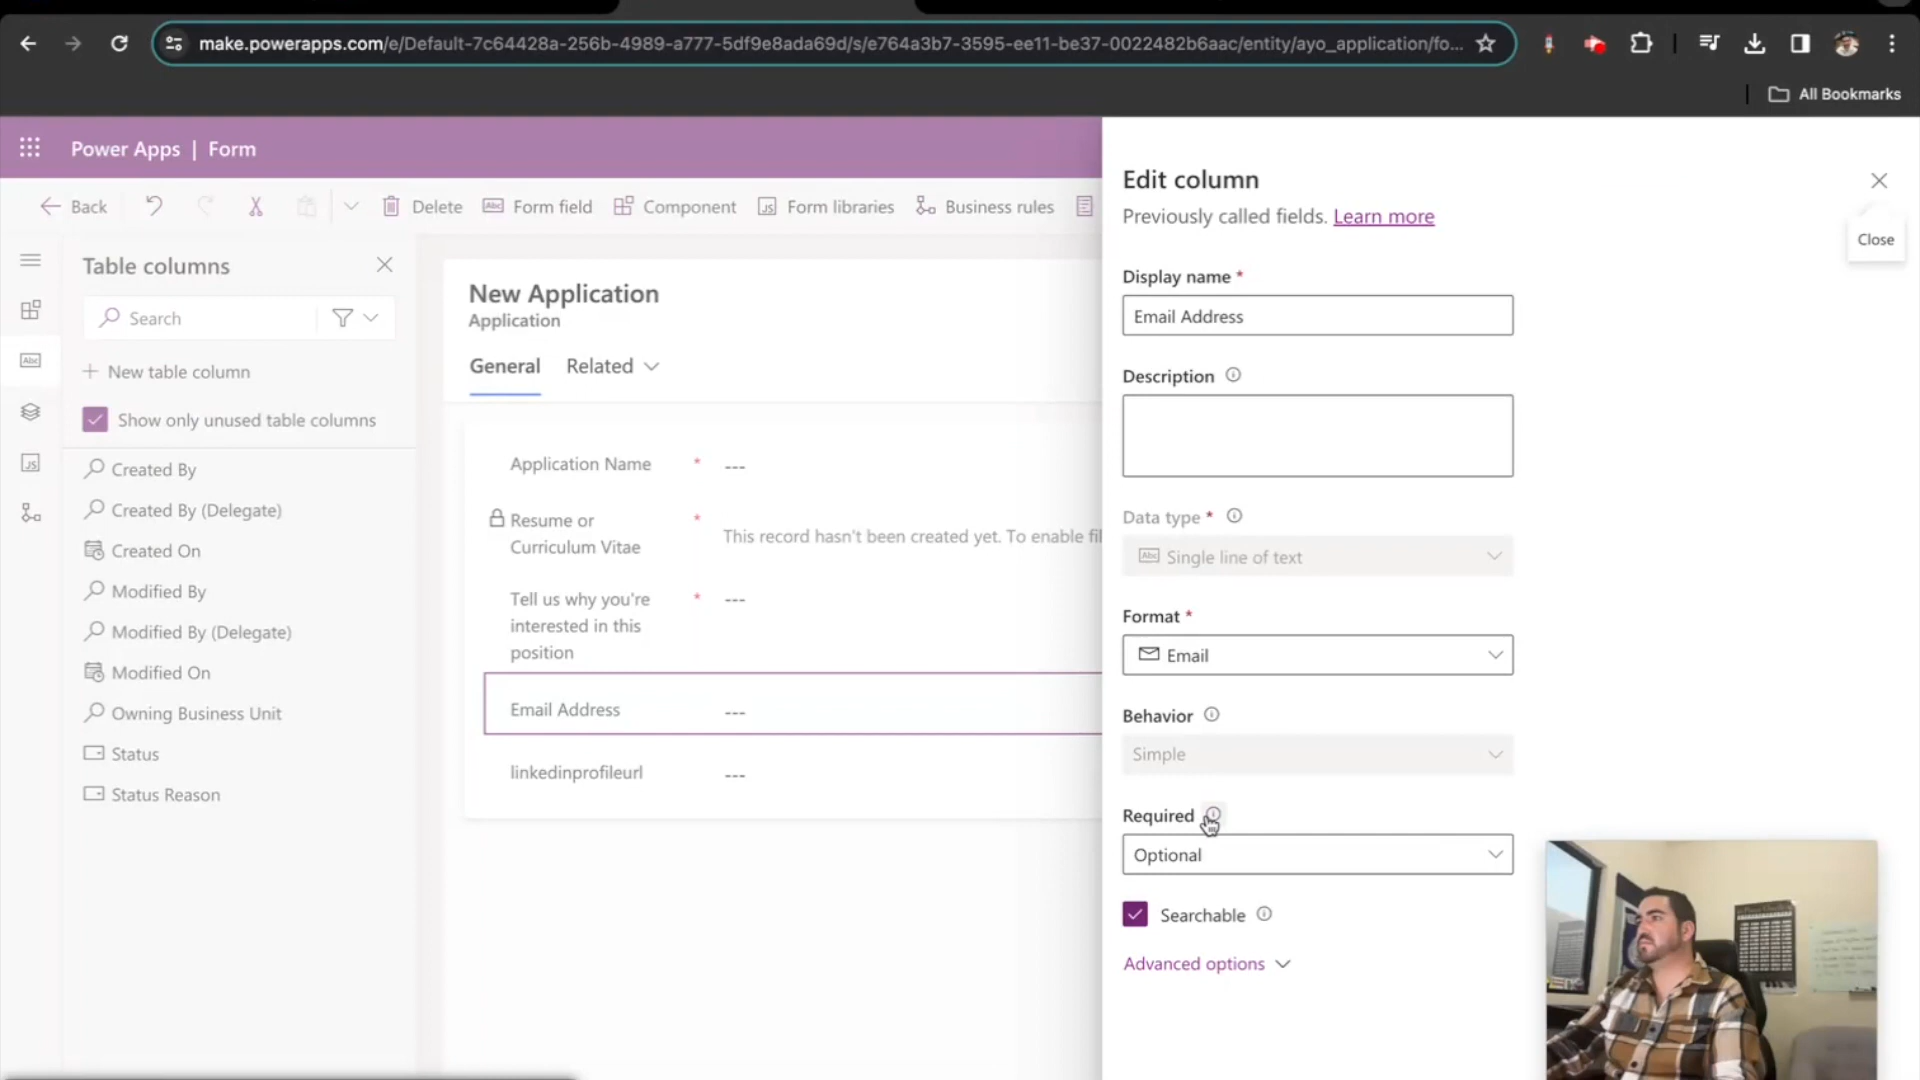 make.powerapps.com/e/Default-7c64428a-256b-4989-a777-5df9e8ada69d/s/e764a3b7-3595-ee11-be37-0022482b6aac/entity/ayo_application/fo...
All Bookmarks
Power Apps | Form
Back
Delete
Form field
Component
Form libraries
Business rules
Table columns
Search
New table column
Show only unused table columns
Created By
Created By (Delegate)
Created On
Modified By
Modified By (Delegate)
Modified On
Owning Business Unit
Status
Status Reason
New Application
Application
General Related
Application Name * ---
Resume or
Curriculum Vitae
*
This record hasn't been created yet. To enable fil
Tell us why you're
interested in this
position
* ---
Email Address ---
linkedinprofileurl ---
Edit column
Previously called fields. Learn more
Close
Display name *
Email Address
Description
Data type *
Abc Single line of text
Format *
Email
Behavior
Simple
Required
Optional
Searchable
Advanced options